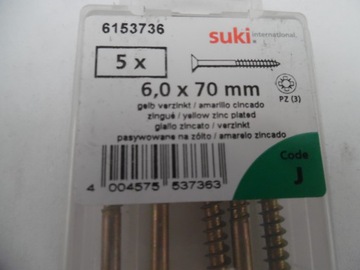 6153736
suki.international
5 x
6,0 x 70 mm
PZ (3)
gelb verzinkt / amarillo cincado
zingué / yellow zinc plated
giallo zincato / verzinkt
pasywowane na żółto / amarelo zincado
Code
J
4 004575 537363